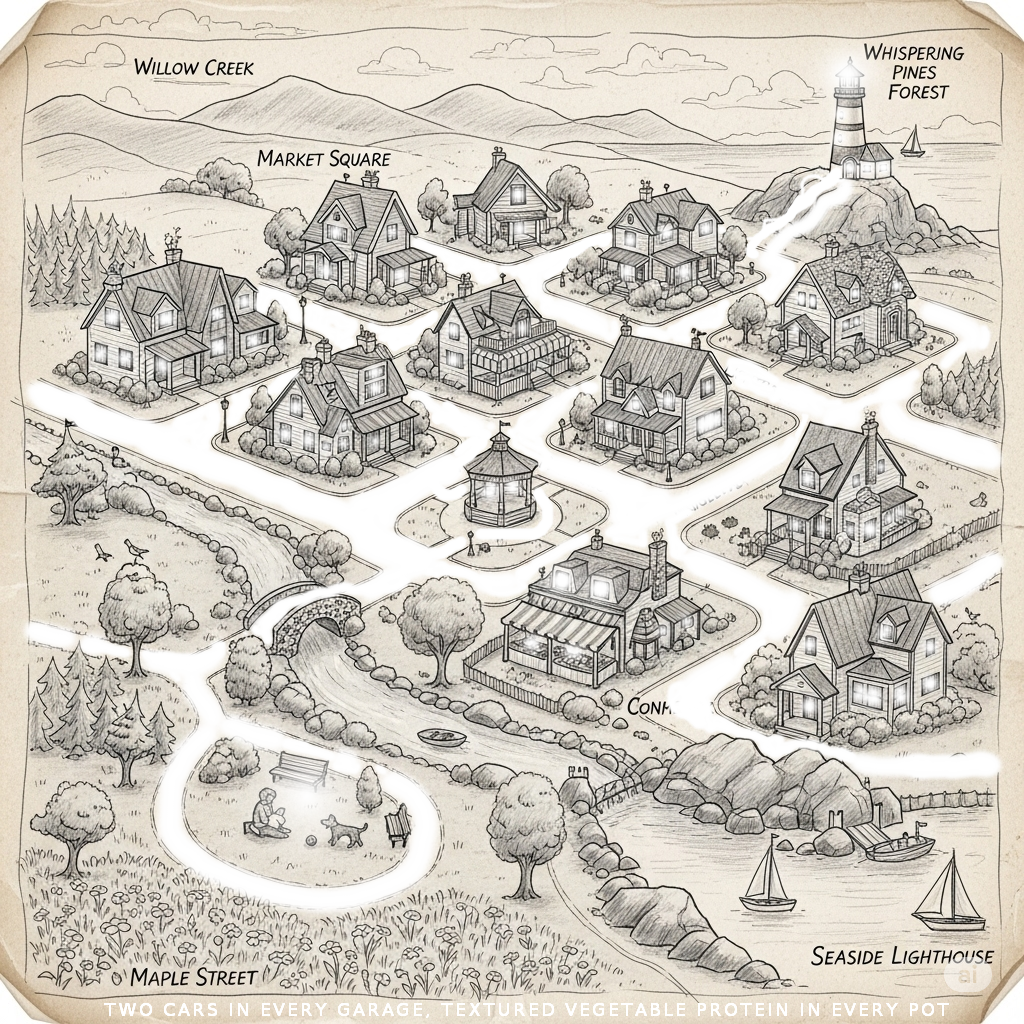 Willow Creek
Whispering
Pines
Forest
Market Square
Seaside Lighthouse
Maple Street
ai
TWO CARS IN EVERY GARAGE, TEXTURED VEGETABLE PROTEIN IN EVERY POT